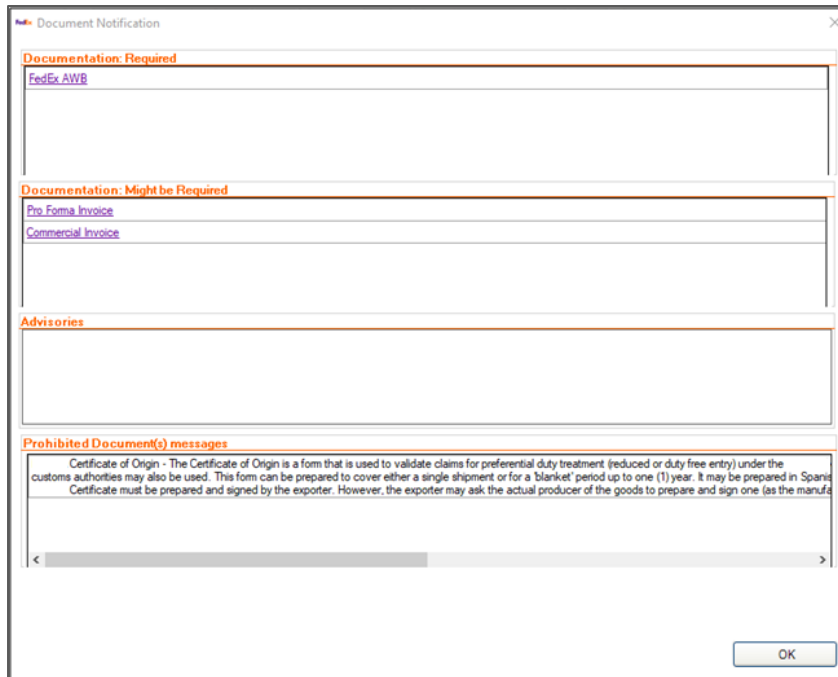 FedEx Document Notification
Documentation: Required
FedEx AWB
Documentation: Might be Required
Pro Forma Invoice
Commercial Invoice
Advisories
Prohibited Document(s) messages
Certificate of Origin - The Certificate of Origin is a form that is used to validate claims for preferential duty treatment (reduced or duty free entry) under the
customs authorities may also be used. This form can be prepared to cover either a single shipment or for a 'blanket' period up to one (1) year. It may be prepared in Spanis
Certificate must be prepared and signed by the exporter. However, the exporter may ask the actual producer of the goods to prepare and sign one (as the manufa
OK